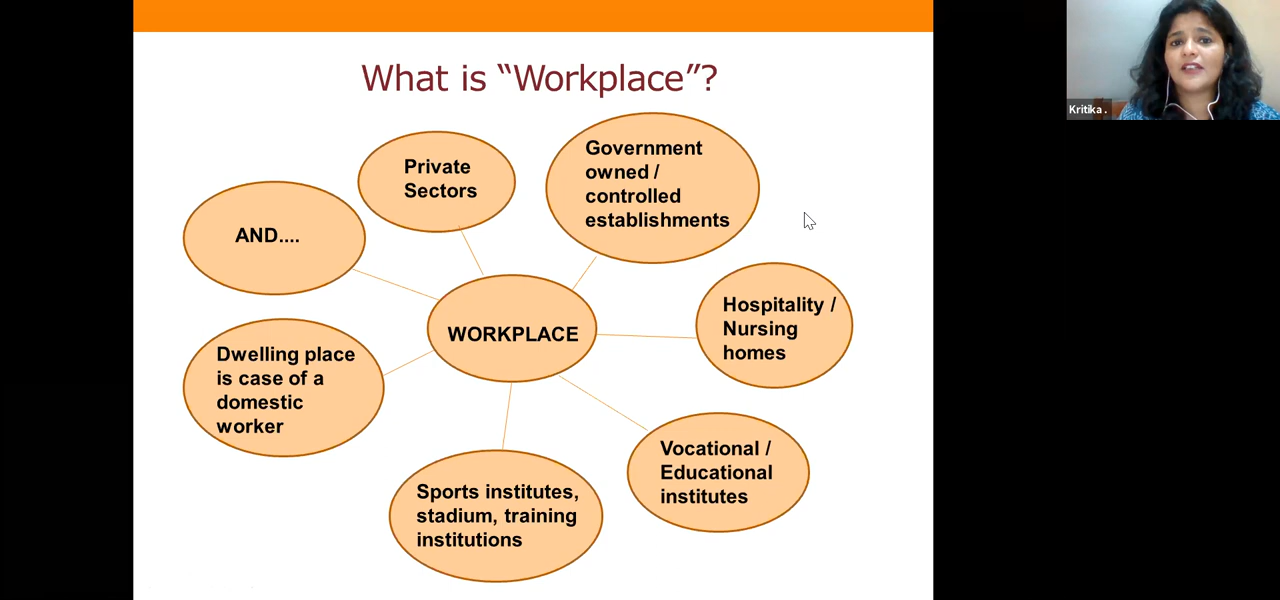 What is “Workplace”?
Private
Sectors
Government
owned /
controlled
establishments
AND....
Hospitality /
Nursing
homes
WORKPLACE
Dwelling place
is case of a
domestic
worker
Vocational /
Educational
institutes
Sports institutes,
stadium, training
institutions
Kritika .